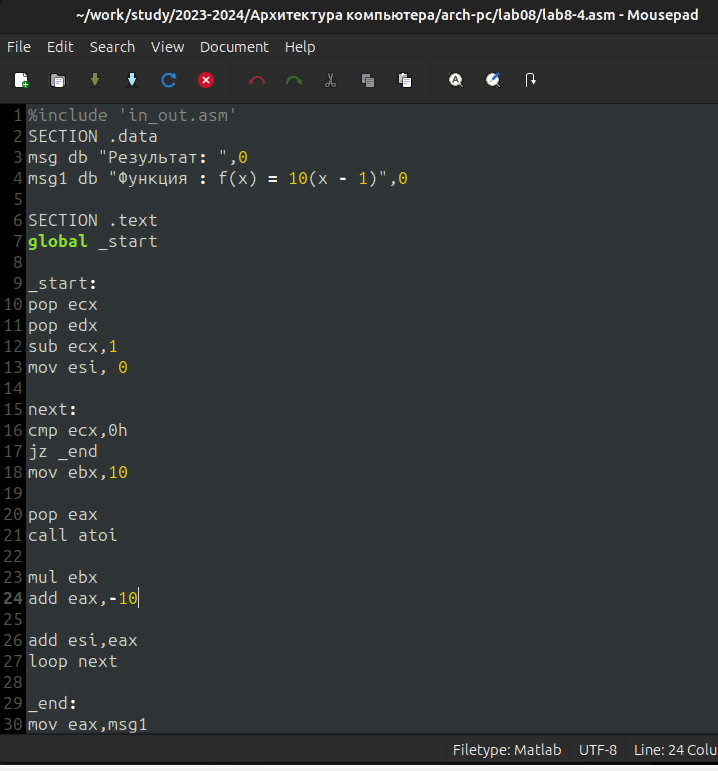 ~/work/study/2023-2024/Архитектура компьютера/arch-pc/lab08/lab8-4.asm - Mousepad
File Edit Search View Document Help
1 %include 'in_out.asm'
2 SECTION .data
3 msg db "Результат: ",0
4 msg1 db "Функция : f(x) = 10(x - 1)",0
5
6 SECTION .text
7 global _start
8
9 _start:
10 pop ecx
11 pop edx
12 sub ecx,1
13 mov esi, 0
14
15 next:
16 cmp ecx,0h
17 jz _end
18 mov ebx,10
19
20 pop eax
21 call atoi
22
23 mul ebx
24 add eax,-10
25
26 add esi,eax
27 loop next
28
29 _end:
30 mov eax,msg1
Filetype: Matlab UTF-8 Line: 24 Colu